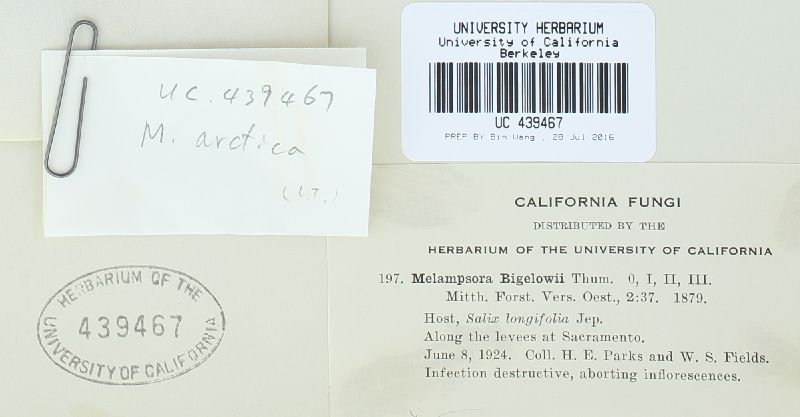 UC. 439467
M. arctica
(L.T.)
UNIVERSITY HERBARIUM
University of California
Berkeley
UC 439467
PREP BY Bin Wang , 28 Jul 2016
CALIFORNIA FUNGI
DISTRIBUTED BY THE
HERBARIUM OF THE UNIVERSITY OF CALIFORNIA
197. Melampsora Bigelowii Thum. 0, I, II, III.
Mitth. Forst. Vers. Oest., 2:37. 1879.
Host, Salix longifolia Jep.
Along the levees at Sacramento.
June 8, 1924. Coll. H. E. Parks and W. S. Fields.
Infection destructive, aborting inflorescences.
HERBARIUM OF THE
439467
UNIVERSITY OF CALIFORNIA